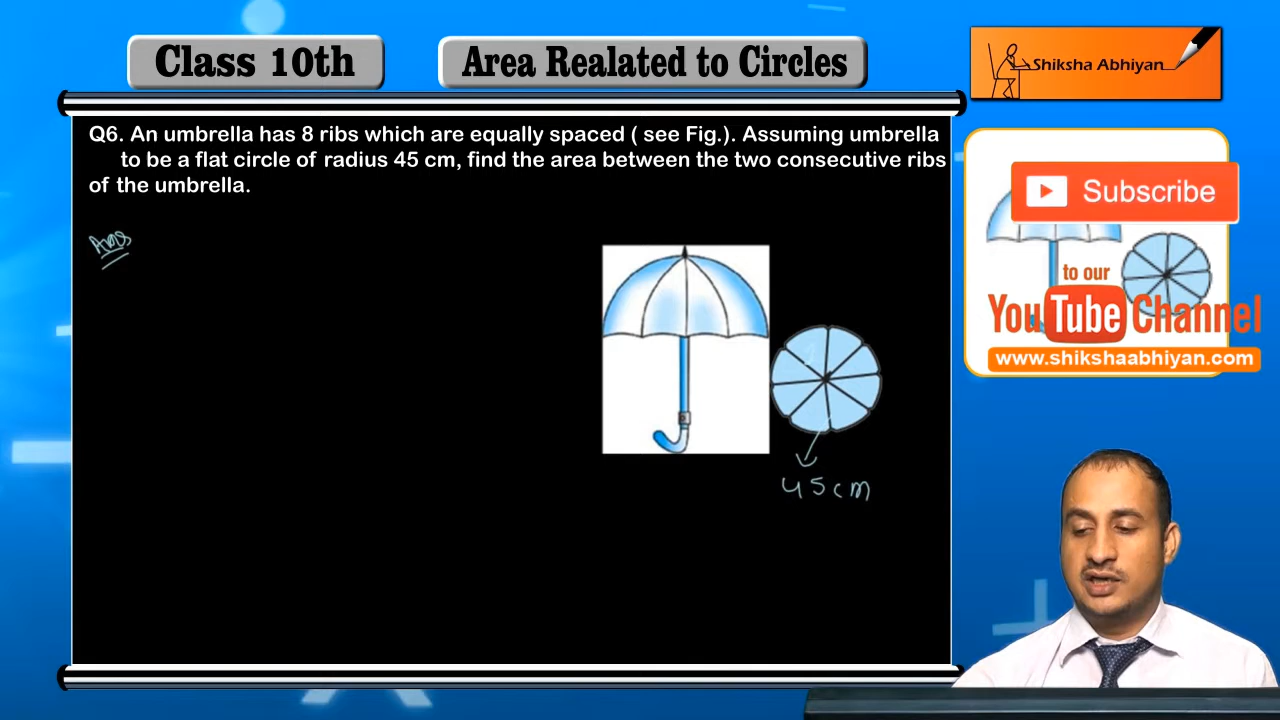 Class 10th
Area Realated to Circles
Shiksha Abhiyan
Q6. An umbrella has 8 ribs which are equally spaced ( see Fig.). Assuming umbrella
to be a flat circle of radius 45 cm, find the area between the two consecutive ribs
of the umbrella.
Ans
45cm
Subscribe
to our
YouTube Channel
www.shikshaabhiyan.com